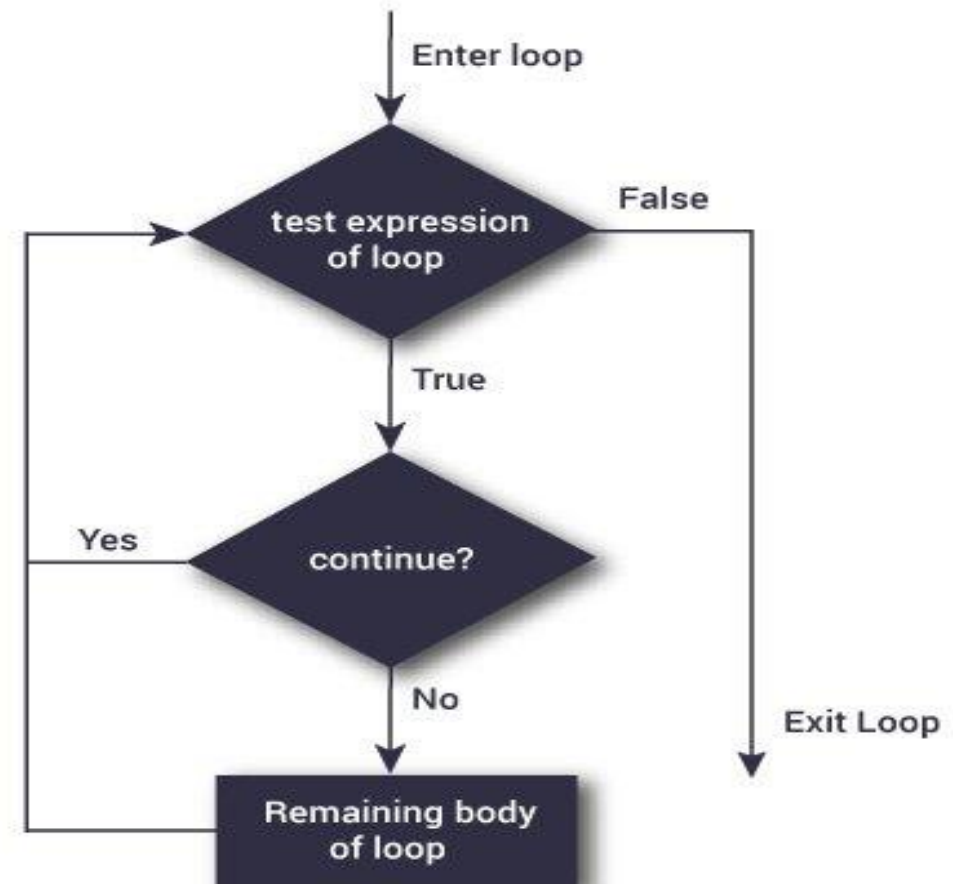 Enter loop
False
test expression
of loop
True
Yes
continue?
No
Exit Loop
Remaining body
of loop